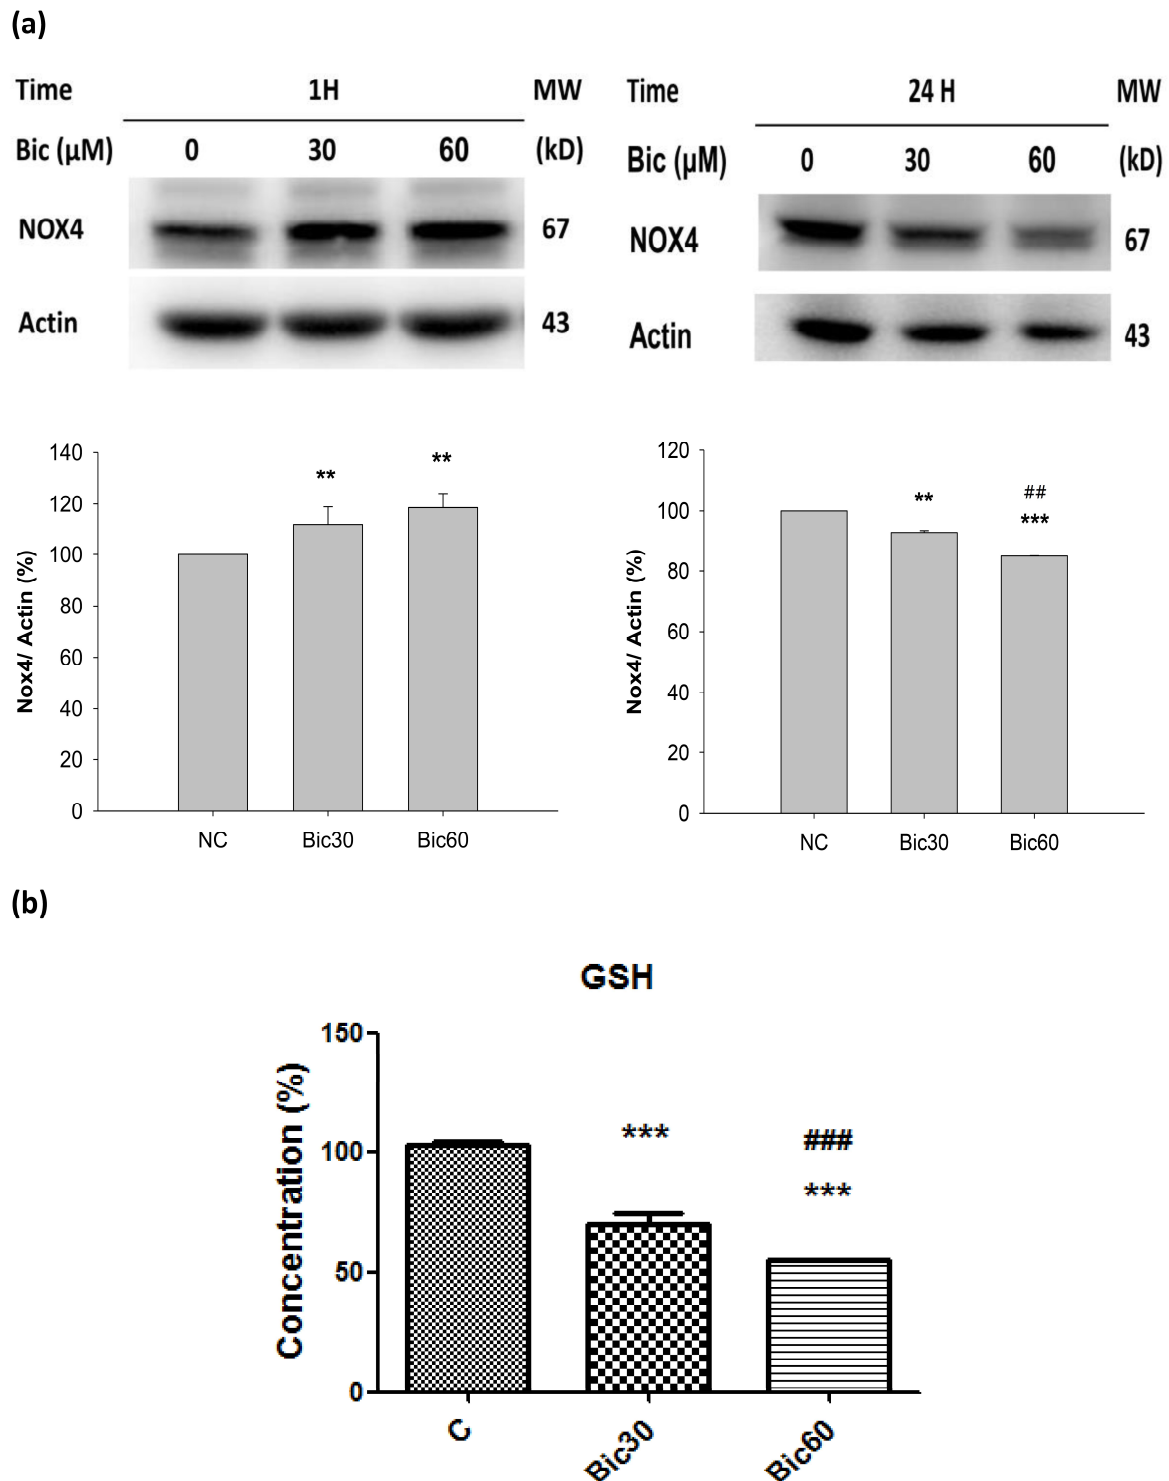 (a)
Time 1H MW
Bic (µM) 0 30 60 (kD)
NOX4 67
Actin 43
Time 24 H MW
Bic (µM) 0 30 60 (kD)
NOX4 67
Actin 43
Nox4/ Actin (%)
140
120
100
80
60
40
20
0
** **
NC Bic30 Bic60
Nox4/ Actin (%)
120
100
80
60
40
20
0
** ##
***
NC Bic30 Bic60
(b)
GSH
Concentration (%)
150
100
50
0
*** ###
***
C Bic30 Bic60